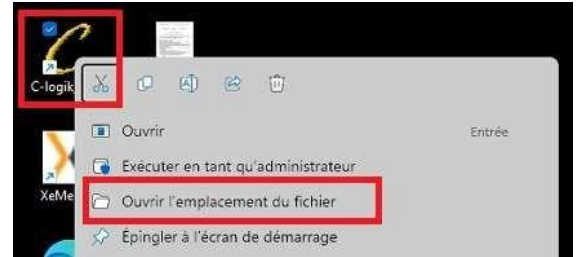 C-logik
Ouvrir
Entrée
Exécuter en tant qu'administrateur
XeMe
Ouvrir l'emplacement du fichier
Épingler à l'écran de démarrage